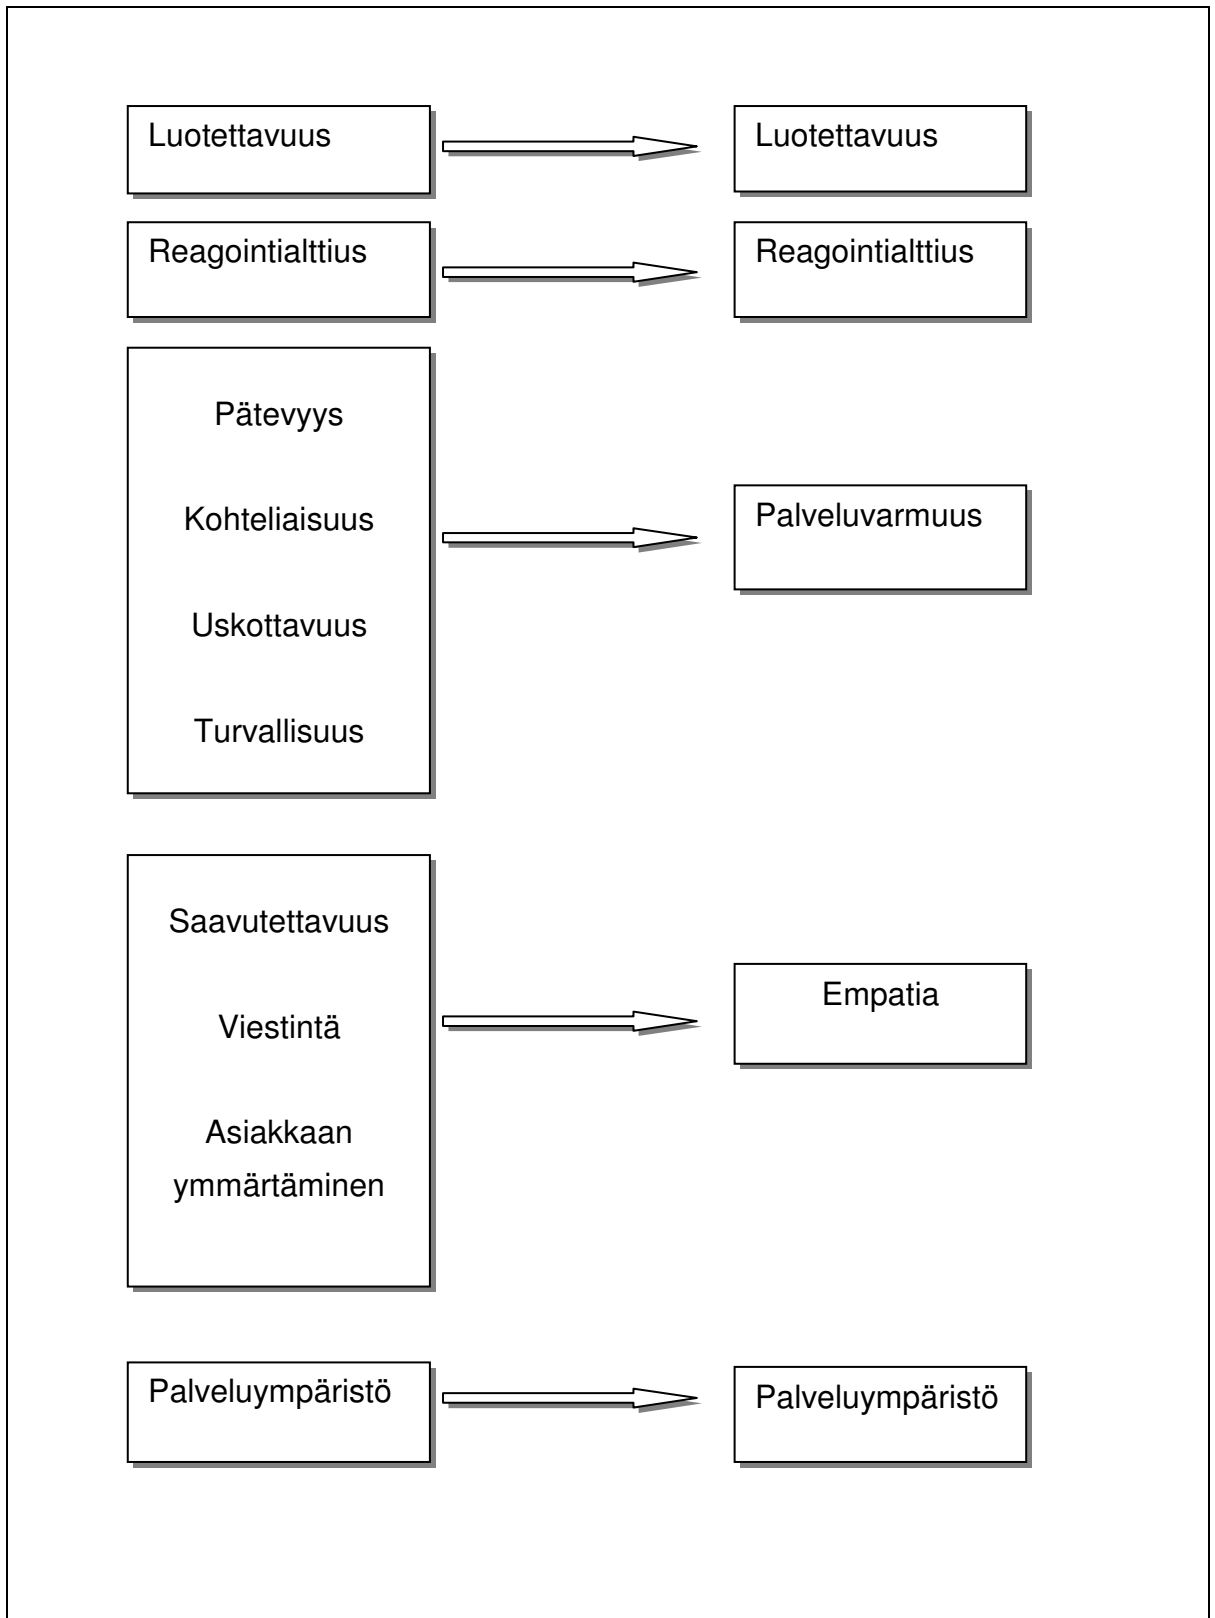 Luotettavuus
Luotettavuus
Reagointialttius
Reagointialttius
Pätevyys
Kohteliaisuus
Uskottavuus
Turvallisuus
Palveluvarmuus
Saavutettavuus
Viestintä
Asiakkaan
ymmärtäminen
Empatia
Palveluympäristö
Palveluympäristö